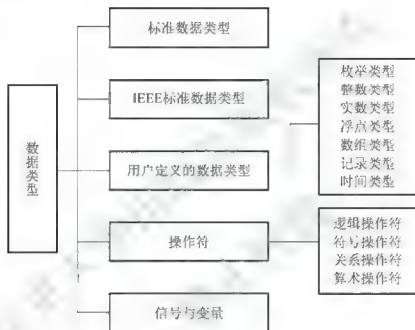 标准数据类型
IEEE标准数据类型
数据类型
用户定义的数据类型
操作符
信号与变量
枚举类型
整数类型
实数类型
浮点类型
数组类型
记录类型
时间类型
逻辑操作符
符号操作符
关系操作符
算术操作符